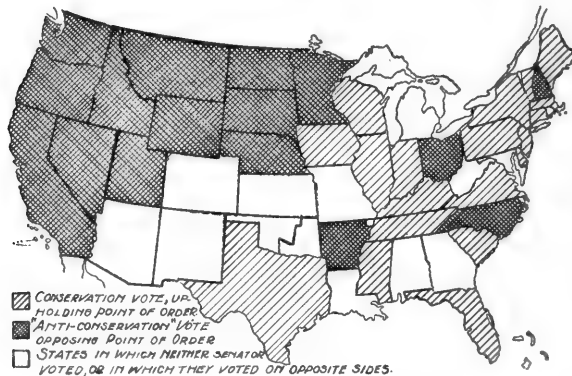 CONSERVATION VOTE, UP-
HOLDING POINT OF ORDER
"ANTI-CONSERVATION" VOTE
OPPOSING POINT OF ORDER
STATES IN WHICH NEITHER SENATOR
VOTED, OR IN WHICH THEY VOTED ON OPPOSITE SIDES.